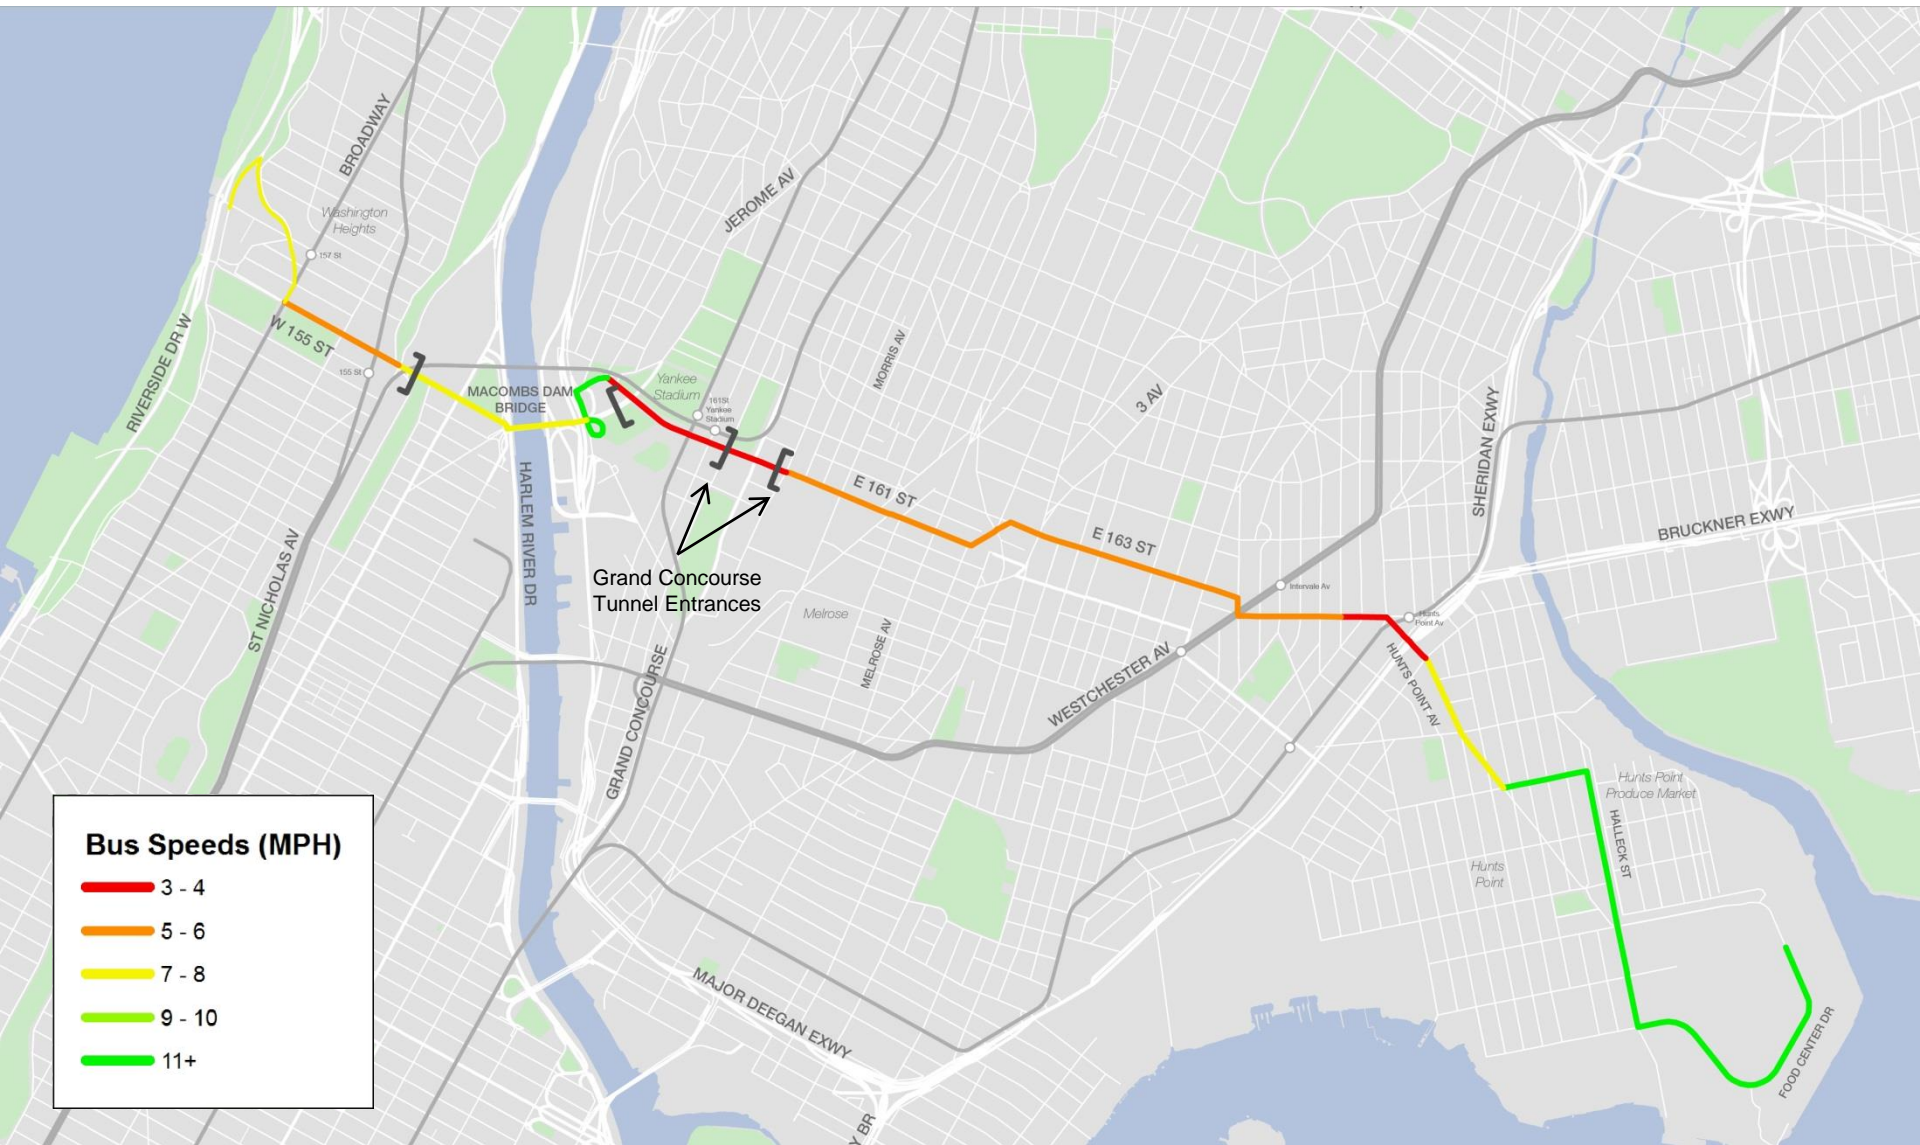 BROADWAY
Washington
Heights
157 St
JEROME AV
RIVERSIDE DR W
W 155 ST
155 St
MACOMBS DAM
BRIDGE
Yankee
Stadium
161St
Yankee
Stadium
MORRIS AV
3 AV
SHERIDAN EXWY
BRUCKNER EXWY
HARLEM RIVER DR
E 161 ST
E 163 ST
ST NICHOLAS AV
Grand Concourse
Tunnel Entrances
Melrose
MELROSE AV
Intervale Av
Hunts
Point Av
HUNTS POINT AV
WESTCHESTER AV
GRAND CONCOURSE
Hunts Point
Produce Market
HALLECK ST
Hunts
Point
MAJOR DEEGAN EXWY
FOOD CENTER DR
Y BR
Bus Speeds (MPH)
3 - 4
5 - 6
7 - 8
9 - 10
11+